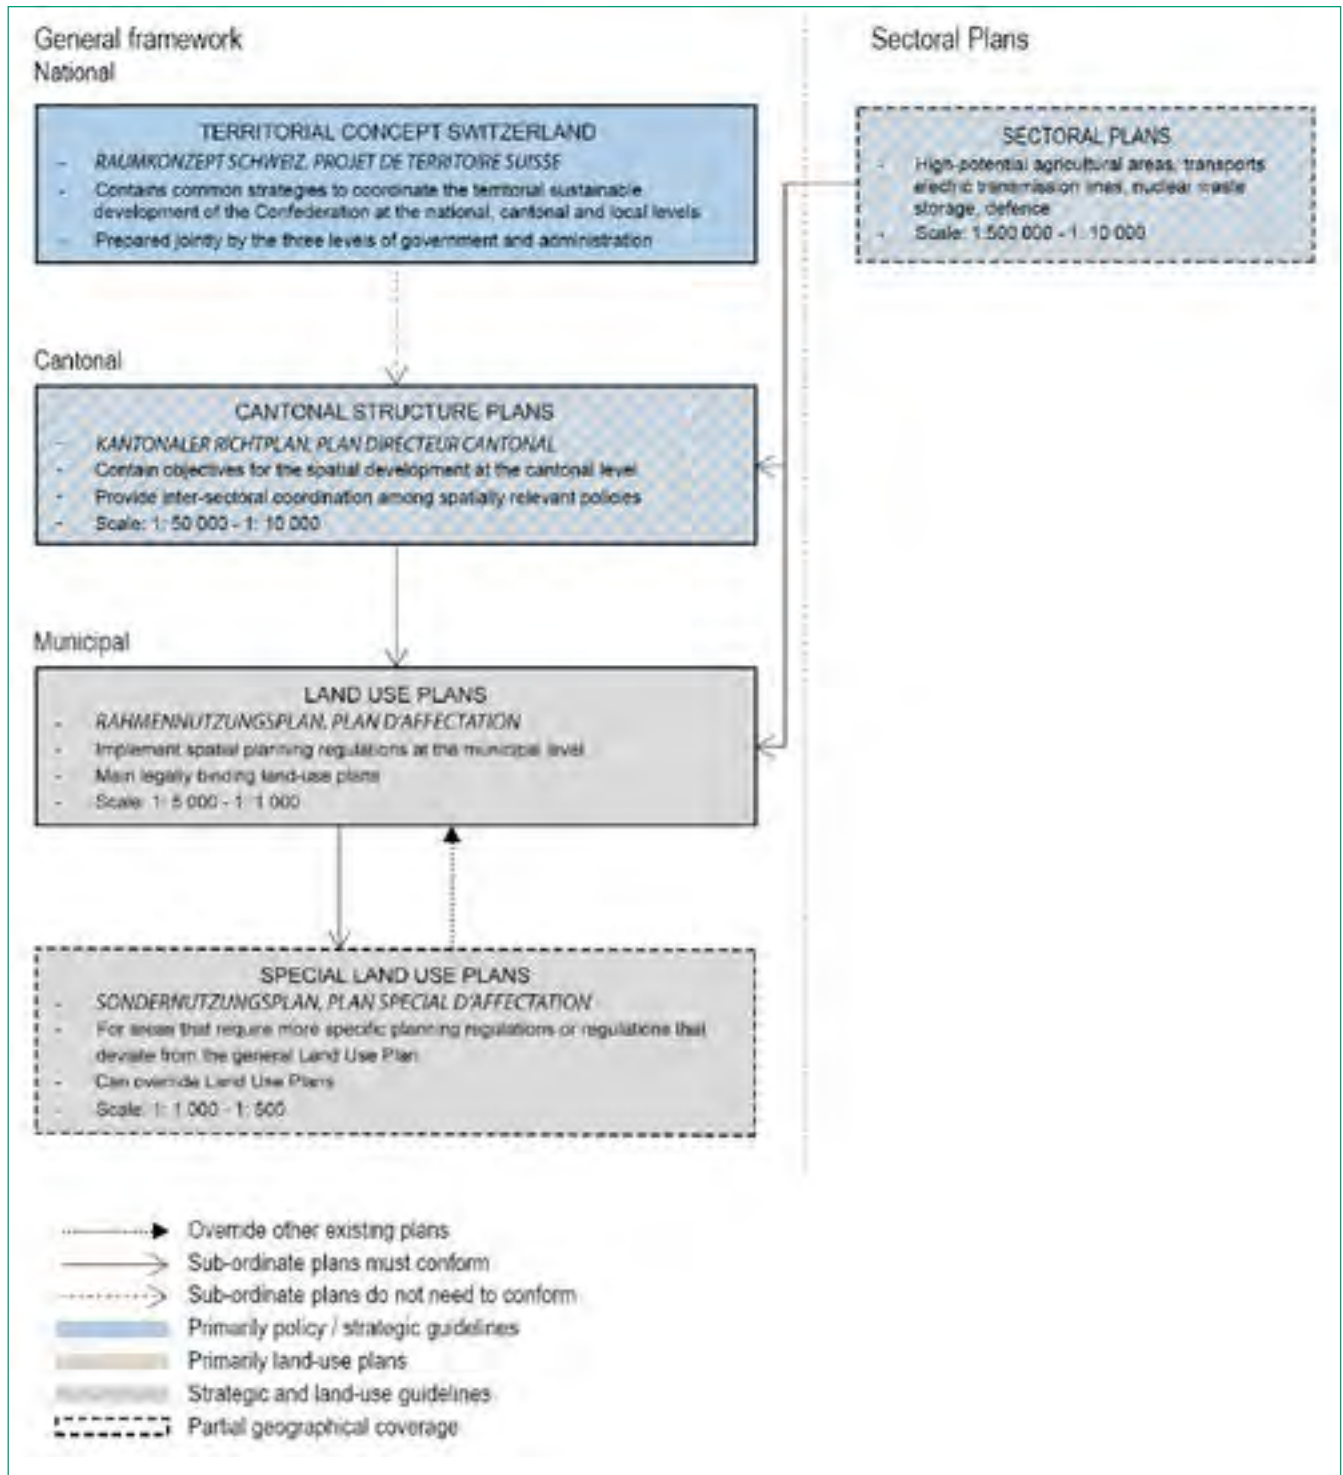 General framework
National
TERRITORIAL CONCEPT SWITZERLAND
- RAUMKONZEPT SCHWEIZ, PROJET DE TERRITOIRE SUISSE
- Contains common strategies to coordinate the territorial sustainable
development of the Confederation at the national, cantonal and local levels
- Prepared jointly by the three levels of government and administration
Sectoral Plans
SECTORAL PLANS
- High-potential agricultural areas, transports
electric transmission lines, nuclear waste
storage, defence
- Scale: 1:500 000 - 1: 10 000
Cantonal
CANTONAL STRUCTURE PLANS
- KANTONALER RICHTPLAN, PLAN DIRECTEUR CANTONAL
- Contain objectives for the spatial development at the cantonal level
- Provide inter-sectoral coordination among spatially relevant policies
- Scale: 1: 50 000 - 1: 10 000
Municipal
LAND USE PLANS
- RAHMENNUTZUNGSPLAN, PLAN D'AFFECTATION
- Implement spatial planning regulations at the municipal level
- Main legally binding land-use plans
- Scale: 1: 5 000 - 1: 1 000
SPECIAL LAND USE PLANS
- SONDERNUTZUNGSPLAN, PLAN SPECIAL D'AFFECTATION
- For areas that require more specific planning regulations or regulations that
deviate from the general Land Use Plan
- Can override Land Use Plans
- Scale: 1: 1 000 - 1: 500
Override other existing plans
Sub-ordinate plans must conform
Sub-ordinate plans do not need to conform
Primarily policy / strategic guidelines
Primarily land-use plans
Strategic and land-use guidelines
Partial geographical coverage